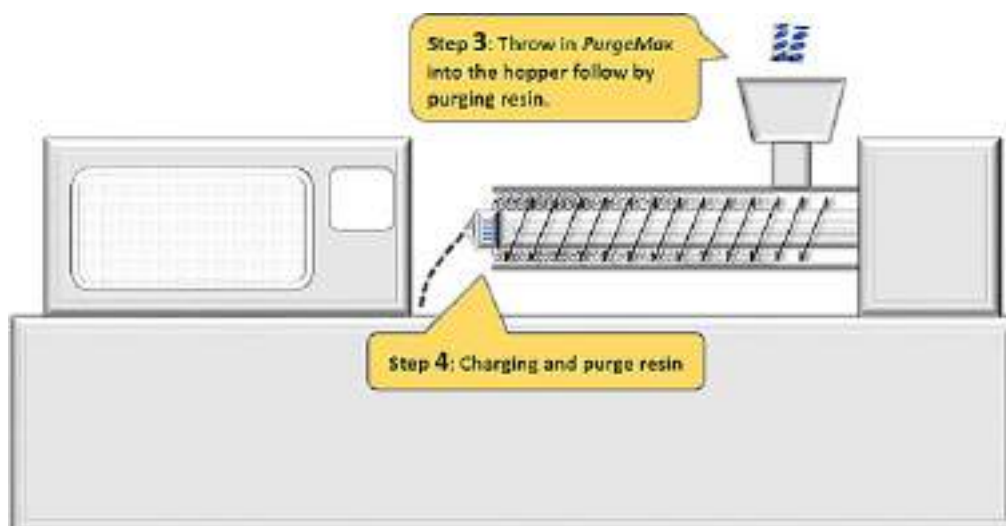 Step 3: Throw in PurgeMax
into the hopper follow by
purging resin.
Step 4: Charging and purge resin